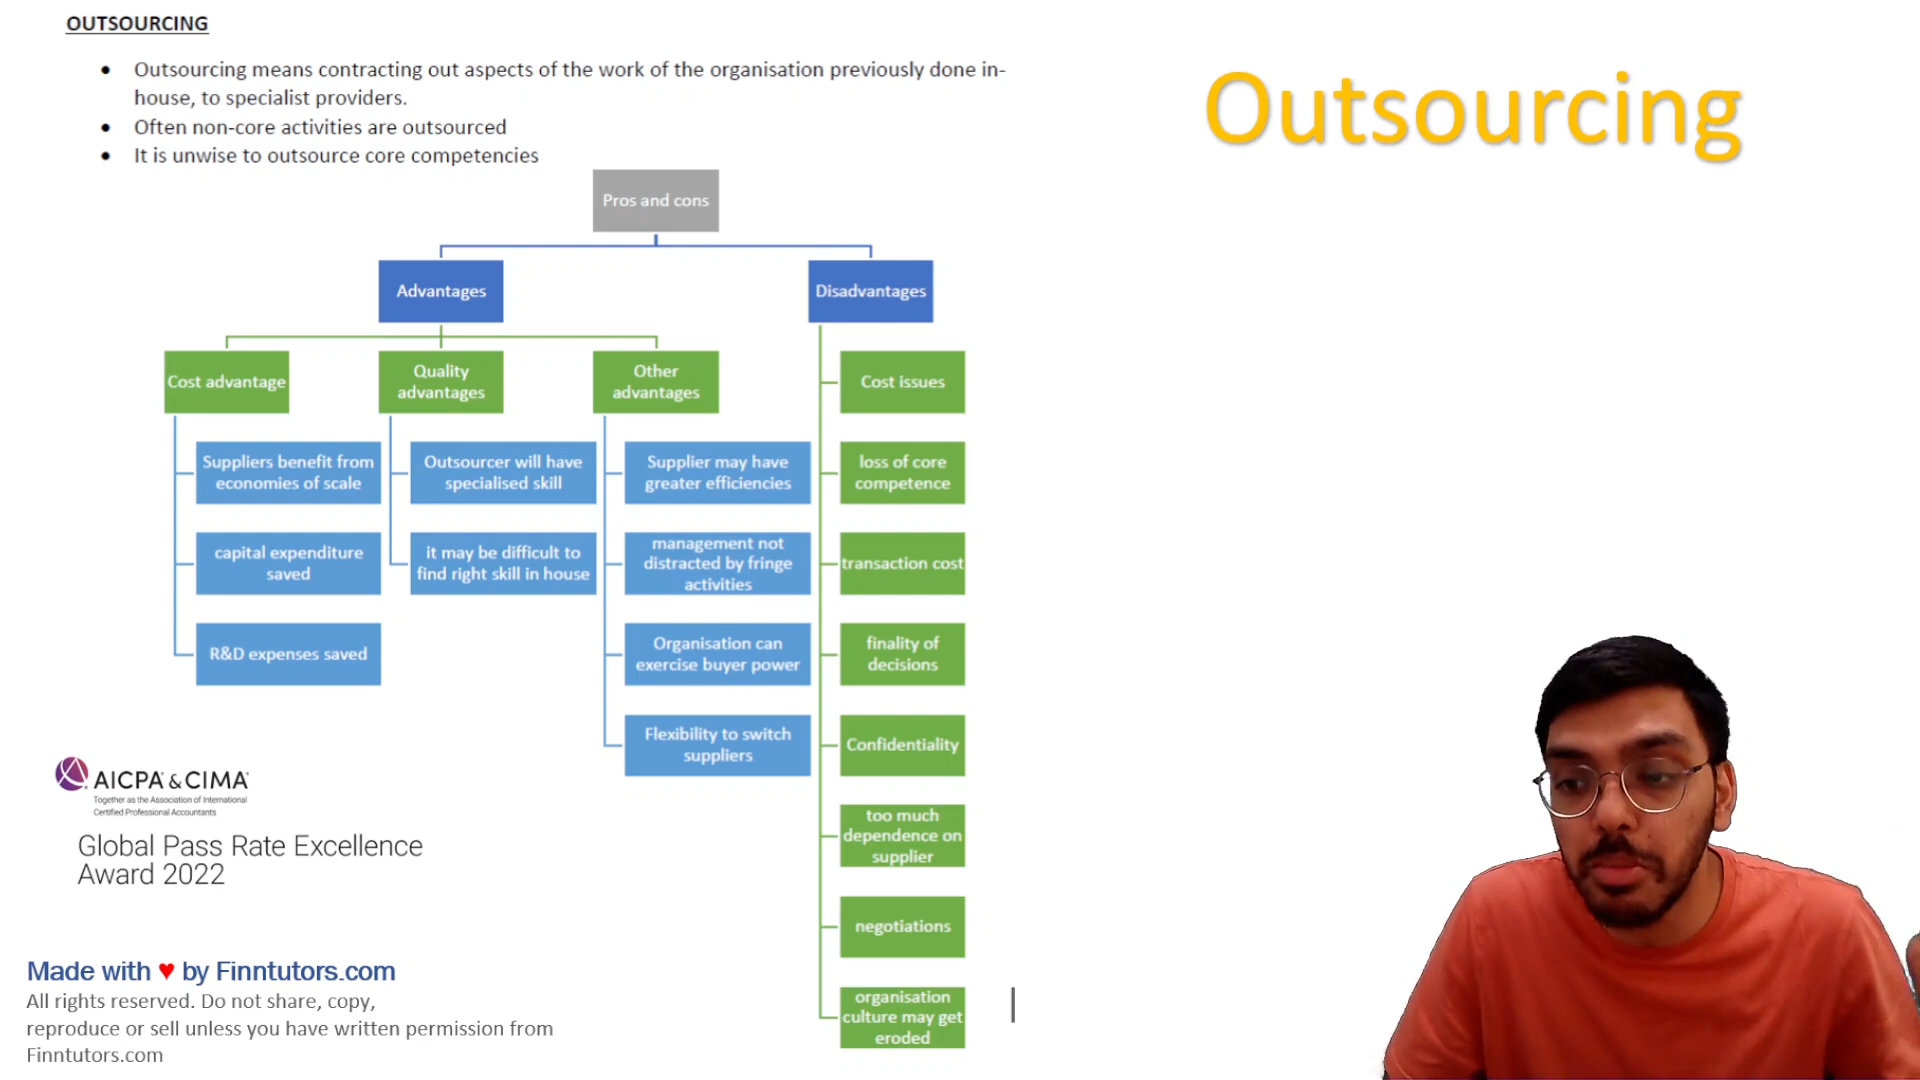 OUTSOURCING
Outsourcing
• Outsourcing means contracting out aspects of the work of the organisation previously done in-
house, to specialist providers.
• Often non-core activities are outsourced
• It is unwise to outsource core competencies
Pros and cons
Advantages
Disadvantages
Cost advantage
Quality
advantages
Other
advantages
Cost issues
Suppliers benefit from
economies of scale
Outsourcer will have
specialised skill
Supplier may have
greater efficiencies
loss of core
competence
capital expenditure
saved
it may be difficult to
find right skill in house
management not
distracted by fringe
activities
transaction cost
R&D expenses saved
Organisation can
exercise buyer power
finality of
decisions
Flexibility to switch
suppliers
Confidentiality
too much
dependence on
supplier
negotiations
organisation
culture may get
eroded
AICPA & CIMA
Together as the Association of International
Certified Professional Accountants
Global Pass Rate Excellence
Award 2022
Made with ♥ by Finntutors.com
All rights reserved. Do not share, copy,
reproduce or sell unless you have written permission from
Finntutors.com